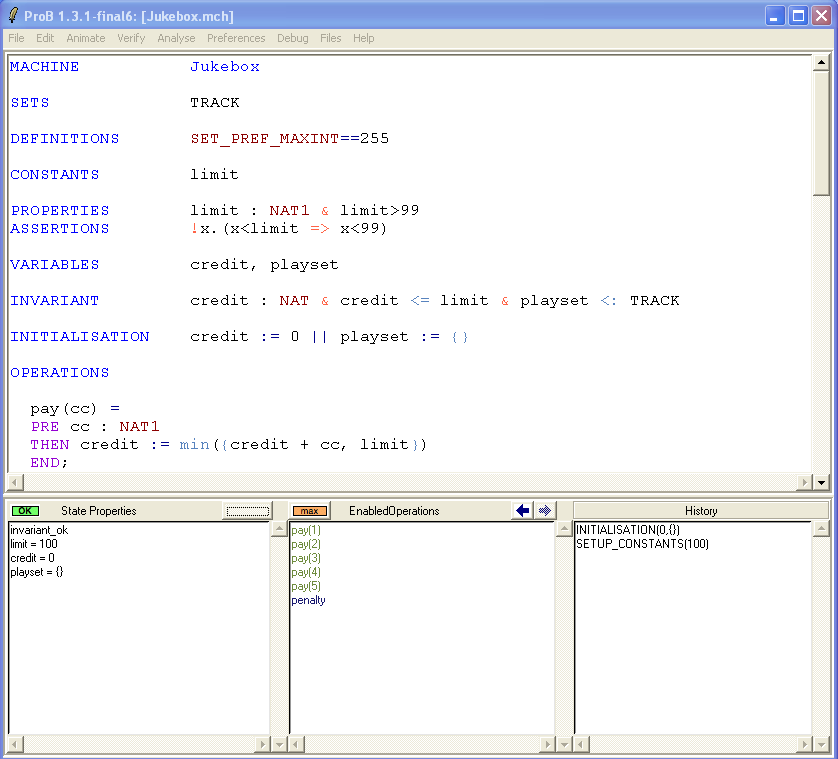 ProB 1.3.1-final6: [Jukebox.mch]
File Edit Animate Verify Analyse Preferences Debug Files Help
MACHINE Jukebox
SETS TRACK
DEFINITIONS SET_PREF_MAXINT==255
CONSTANTS limit
PROPERTIES limit : NAT1 & limit>99
ASSERTIONS !x.(x<limit => x<99)
VARIABLES credit, playset
INVARIANT credit : NAT & credit <= limit & playset <: TRACK
INITIALISATION credit := 0 || playset := {}
OPERATIONS
pay(cc) =
PRE cc : NAT1
THEN credit := min({credit + cc, limit})
END;
OK State Properties
invariant_ok
limit = 100
credit = 0
playset = {}
max EnabledOperations
pay(1)
pay(2)
pay(3)
pay(4)
pay(5)
penalty
History
INITIALISATION(0,{})
SETUP_CONSTANTS(100)